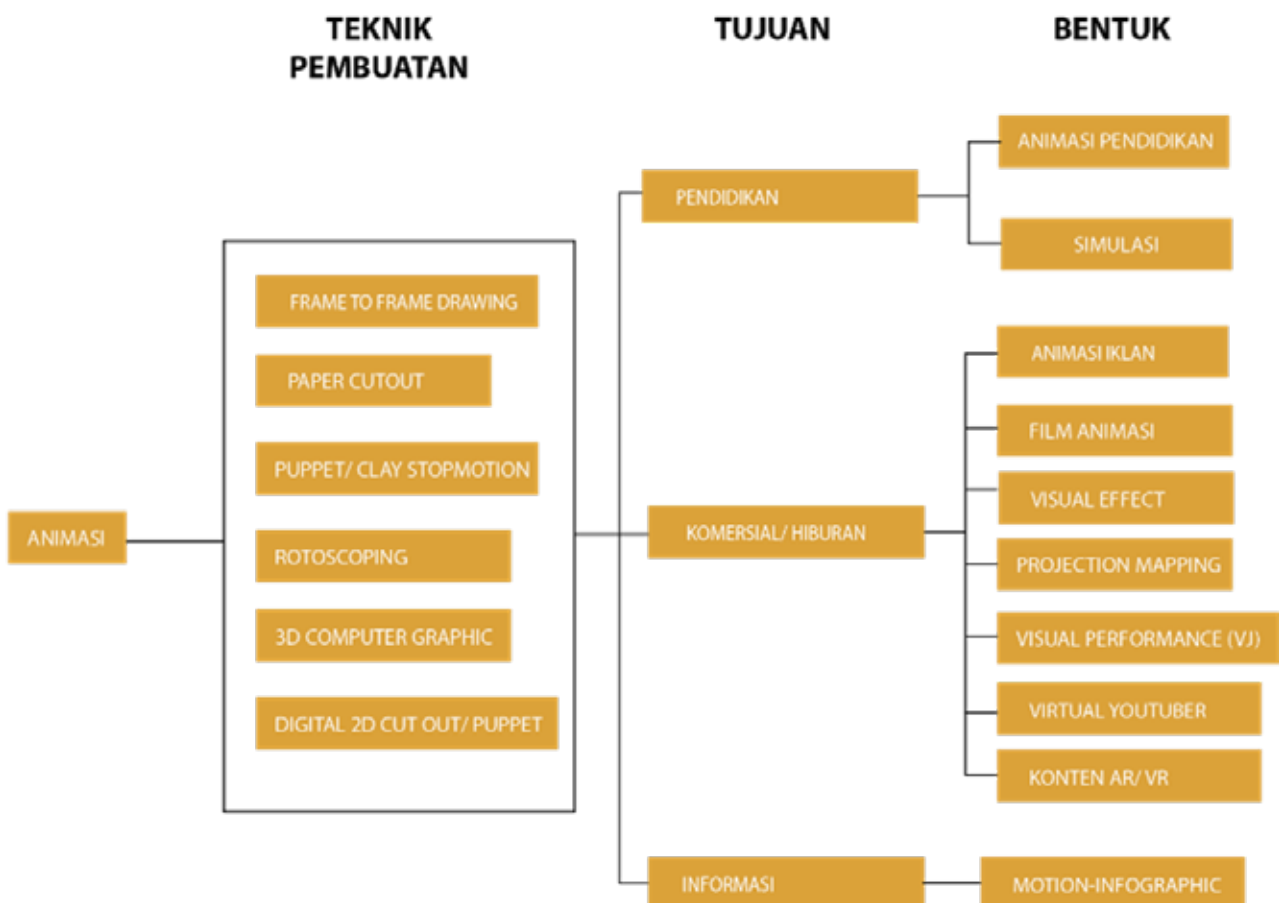 TEKNIK
PEMBUATAN
TUJUAN
BENTUK
ANIMASI
FRAME TO FRAME DRAWING
PAPER CUTOUT
PUPPET/ CLAY STOPMOTION
ROTOSCOPING
3D COMPUTER GRAPHIC
DIGITAL 2D CUT OUT/ PUPPET
PENDIDIKAN
KOMERSIAL/ HIBURAN
INFORMASI
ANIMASI PENDIDIKAN
SIMULASI
ANIMASI IKLAN
FILM ANIMASI
VISUAL EFFECT
PROJECTION MAPPING
VISUAL PERFORMANCE (VJ)
VIRTUAL YOUTUBER
KONTEN AR/ VR
MOTION-INFOGRAPHIC